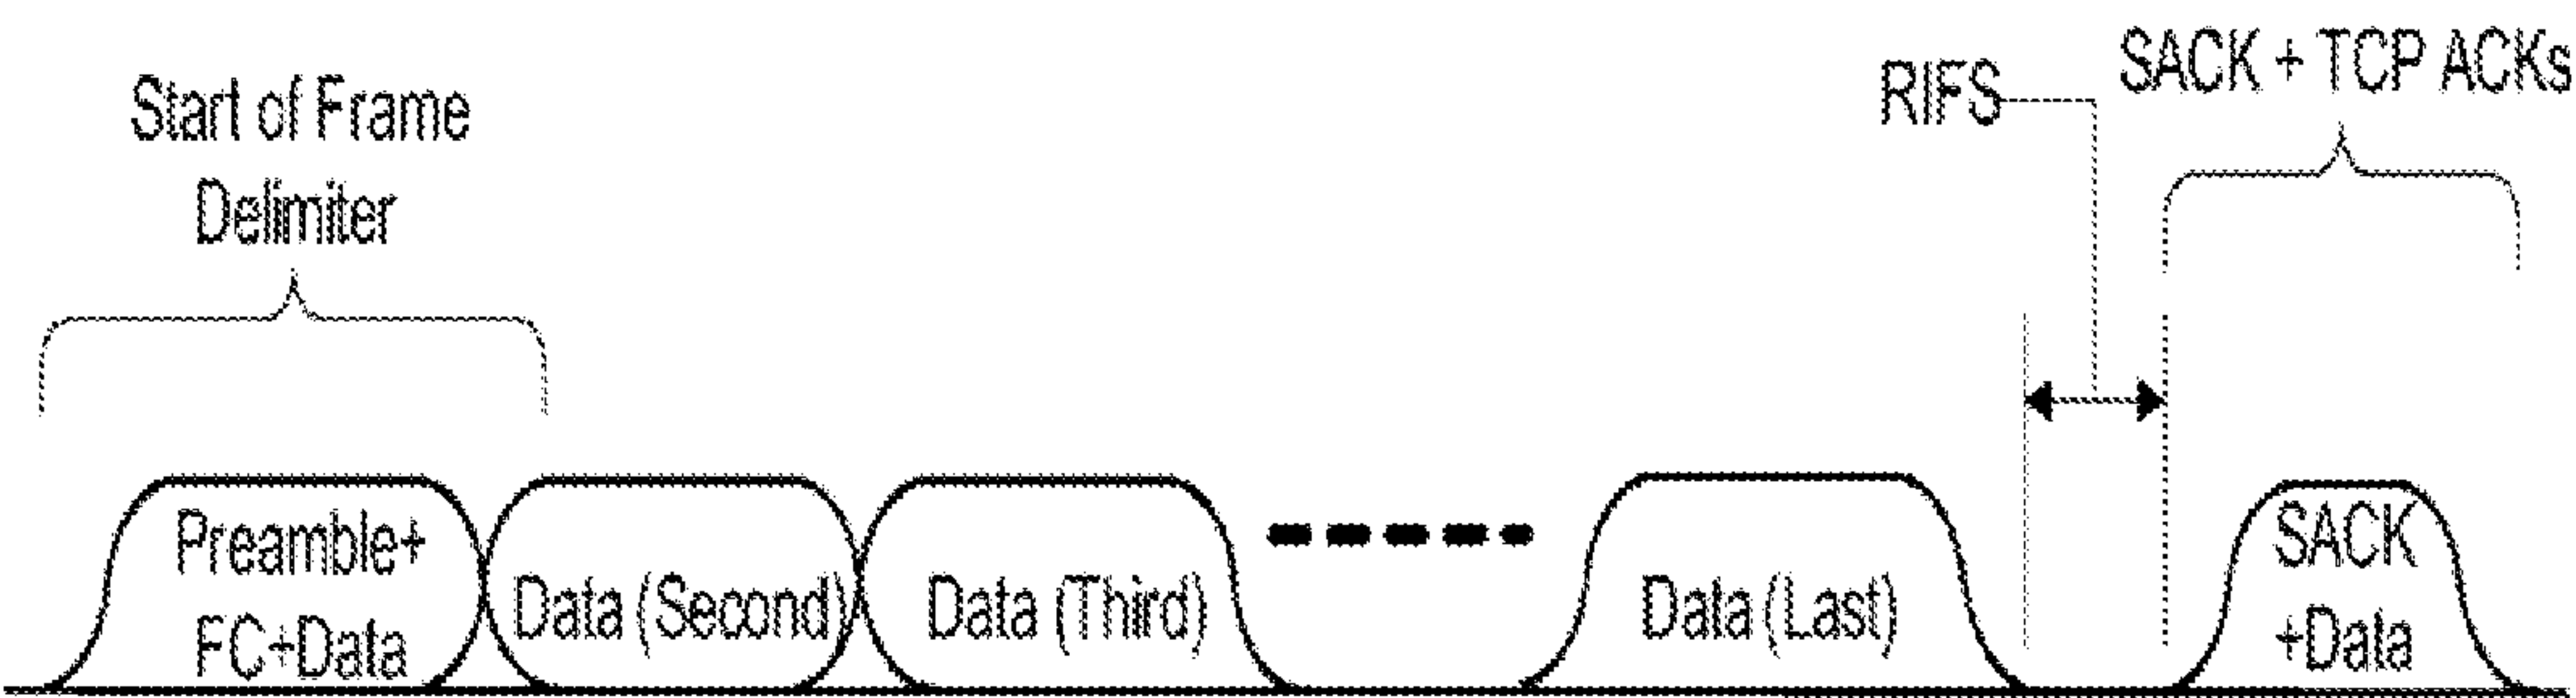 Start of Frame
Delimiter
RIFS
SACK + TCP ACKs
Preamble+
FC+Data
Data (Second)
Data (Third)
Data (Last)
SACK
+Data